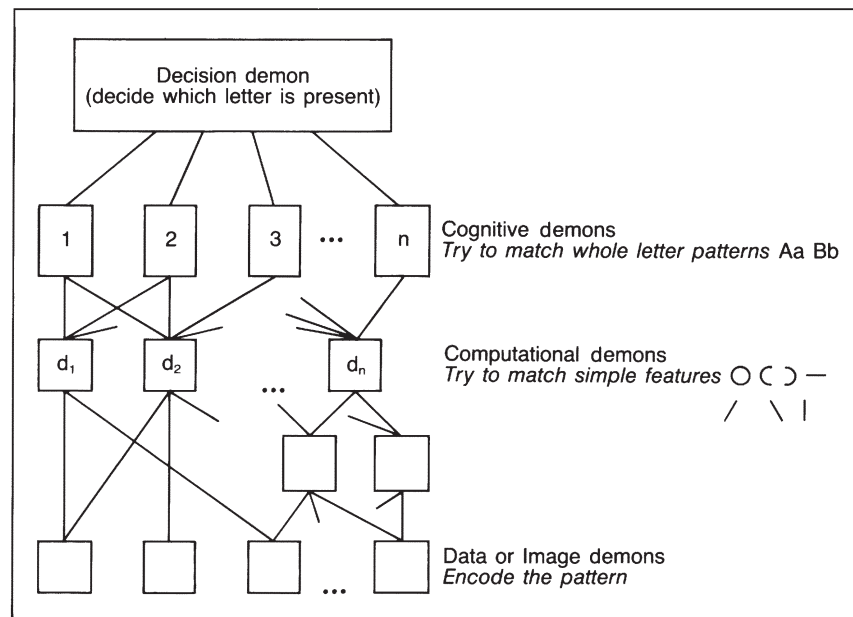 Decision demon
(decide which letter is present)
1
2
3
...
n
Cognitive demons
Try to match whole letter patterns Aa Bb
d₁
d₂
...
dₙ
Computational demons
Try to match simple features
Data or Image demons
Encode the pattern
...